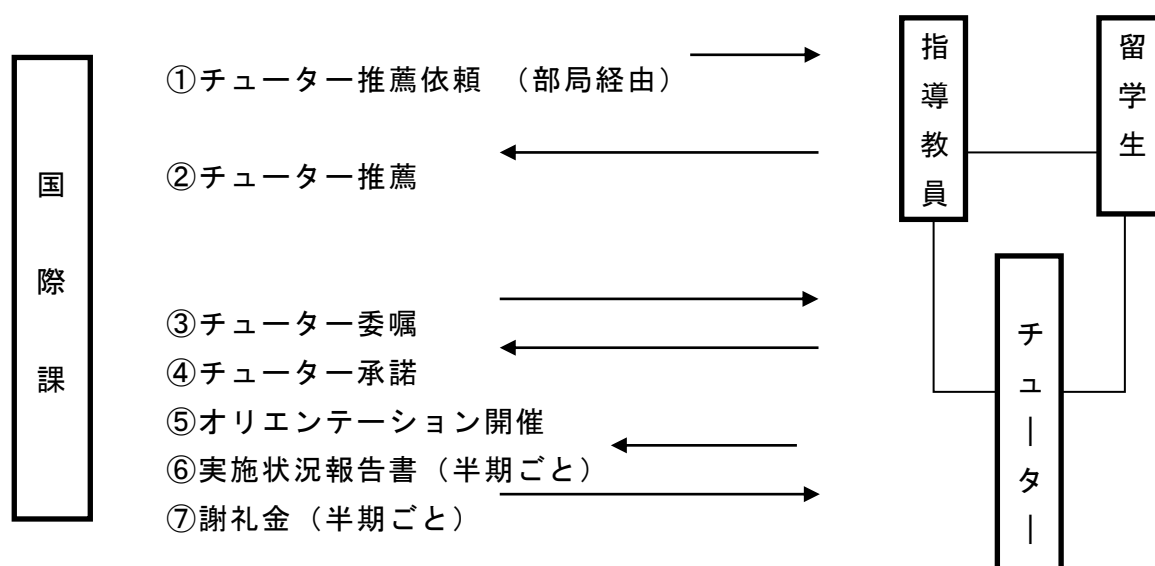 国際課
①チューター推薦依頼 (部局経由)
②チューター推薦
③チューター委嘱
④チューター承諾
⑤オリエンテーション開催
⑥実施状況報告書(半期ごと)
⑦謝礼金(半期ごと)
指導教員
留学生
チューター